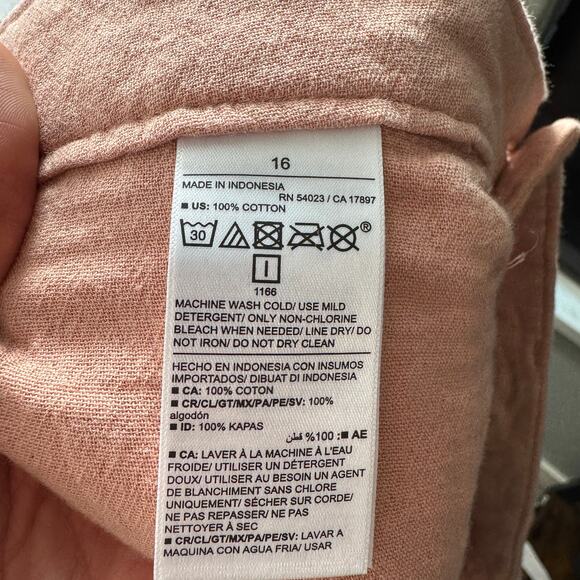 16
MADE IN INDONESIA
RN 54023 / CA 17897
■ US: 100% COTTON
30
®
1166
MACHINE WASH COLD/ USE MILD
DETERGENT/ ONLY NON-CHLORINE
BLEACH WHEN NEEDED/ LINE DRY/ DO
NOT IRON/ DO NOT DRY CLEAN
HECHO EN INDONESIA CON INSUMOS
IMPORTADOS/ DIBUAT DI INDONESIA
■ CA: 100% COTON
■ CR/CL/GT/MX/PA/PE/SV: 100%
algodón
■ ID: 100% KAPAS
AE ■: 100% قطن
■ CA: LAVER À LA MACHINE À L'EAU
FROIDE/ UTILISER UN DÉTERGENT
DOUX/ UTILISER AU BESOIN UN AGENT
DE BLANCHIMENT SANS CHLORE
UNIQUEMENT/ SÉCHER SUR CORDE/
NE PAS REPASSER/ NE PAS
NETTOYER À SEC
■ CR/CL/GT/MX/PA/PE/SV: LAVAR A
MAQUINA CON AGUA FRIA/ USAR